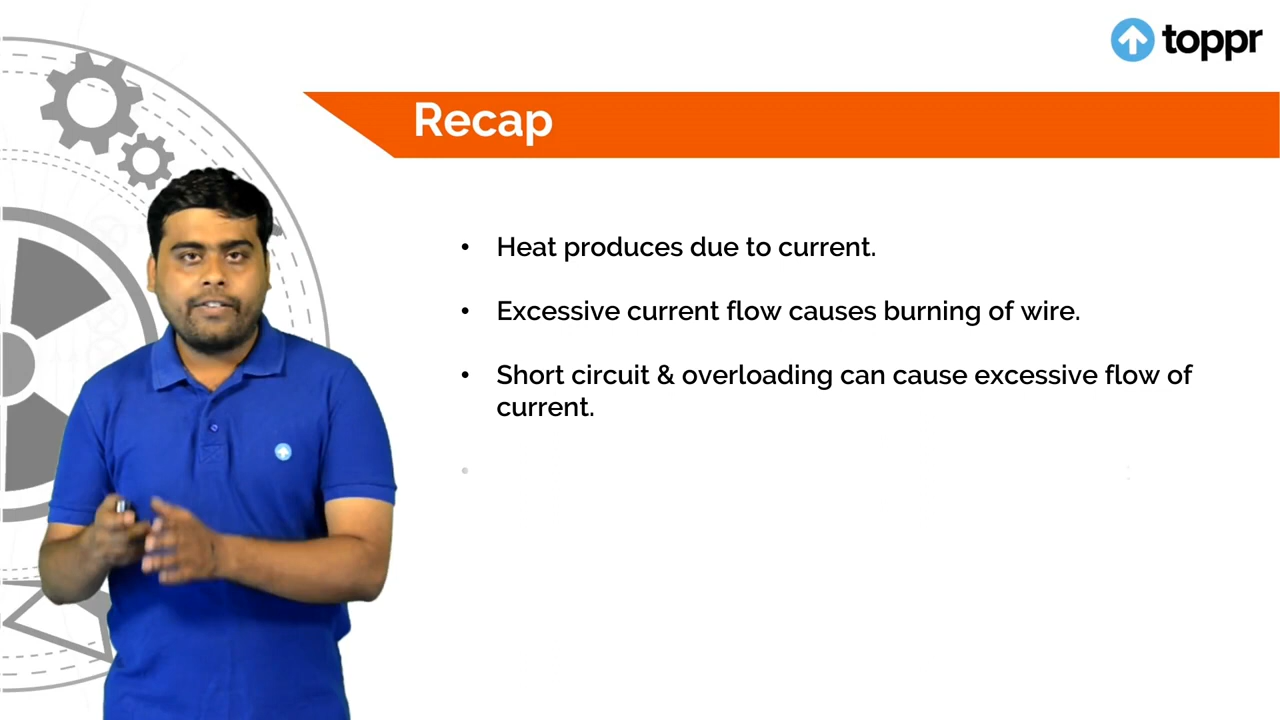 toppr
Recap
• Heat produces due to current.
• Excessive current flow causes burning of wire.
• Short circuit & overloading can cause excessive flow of
current.
•